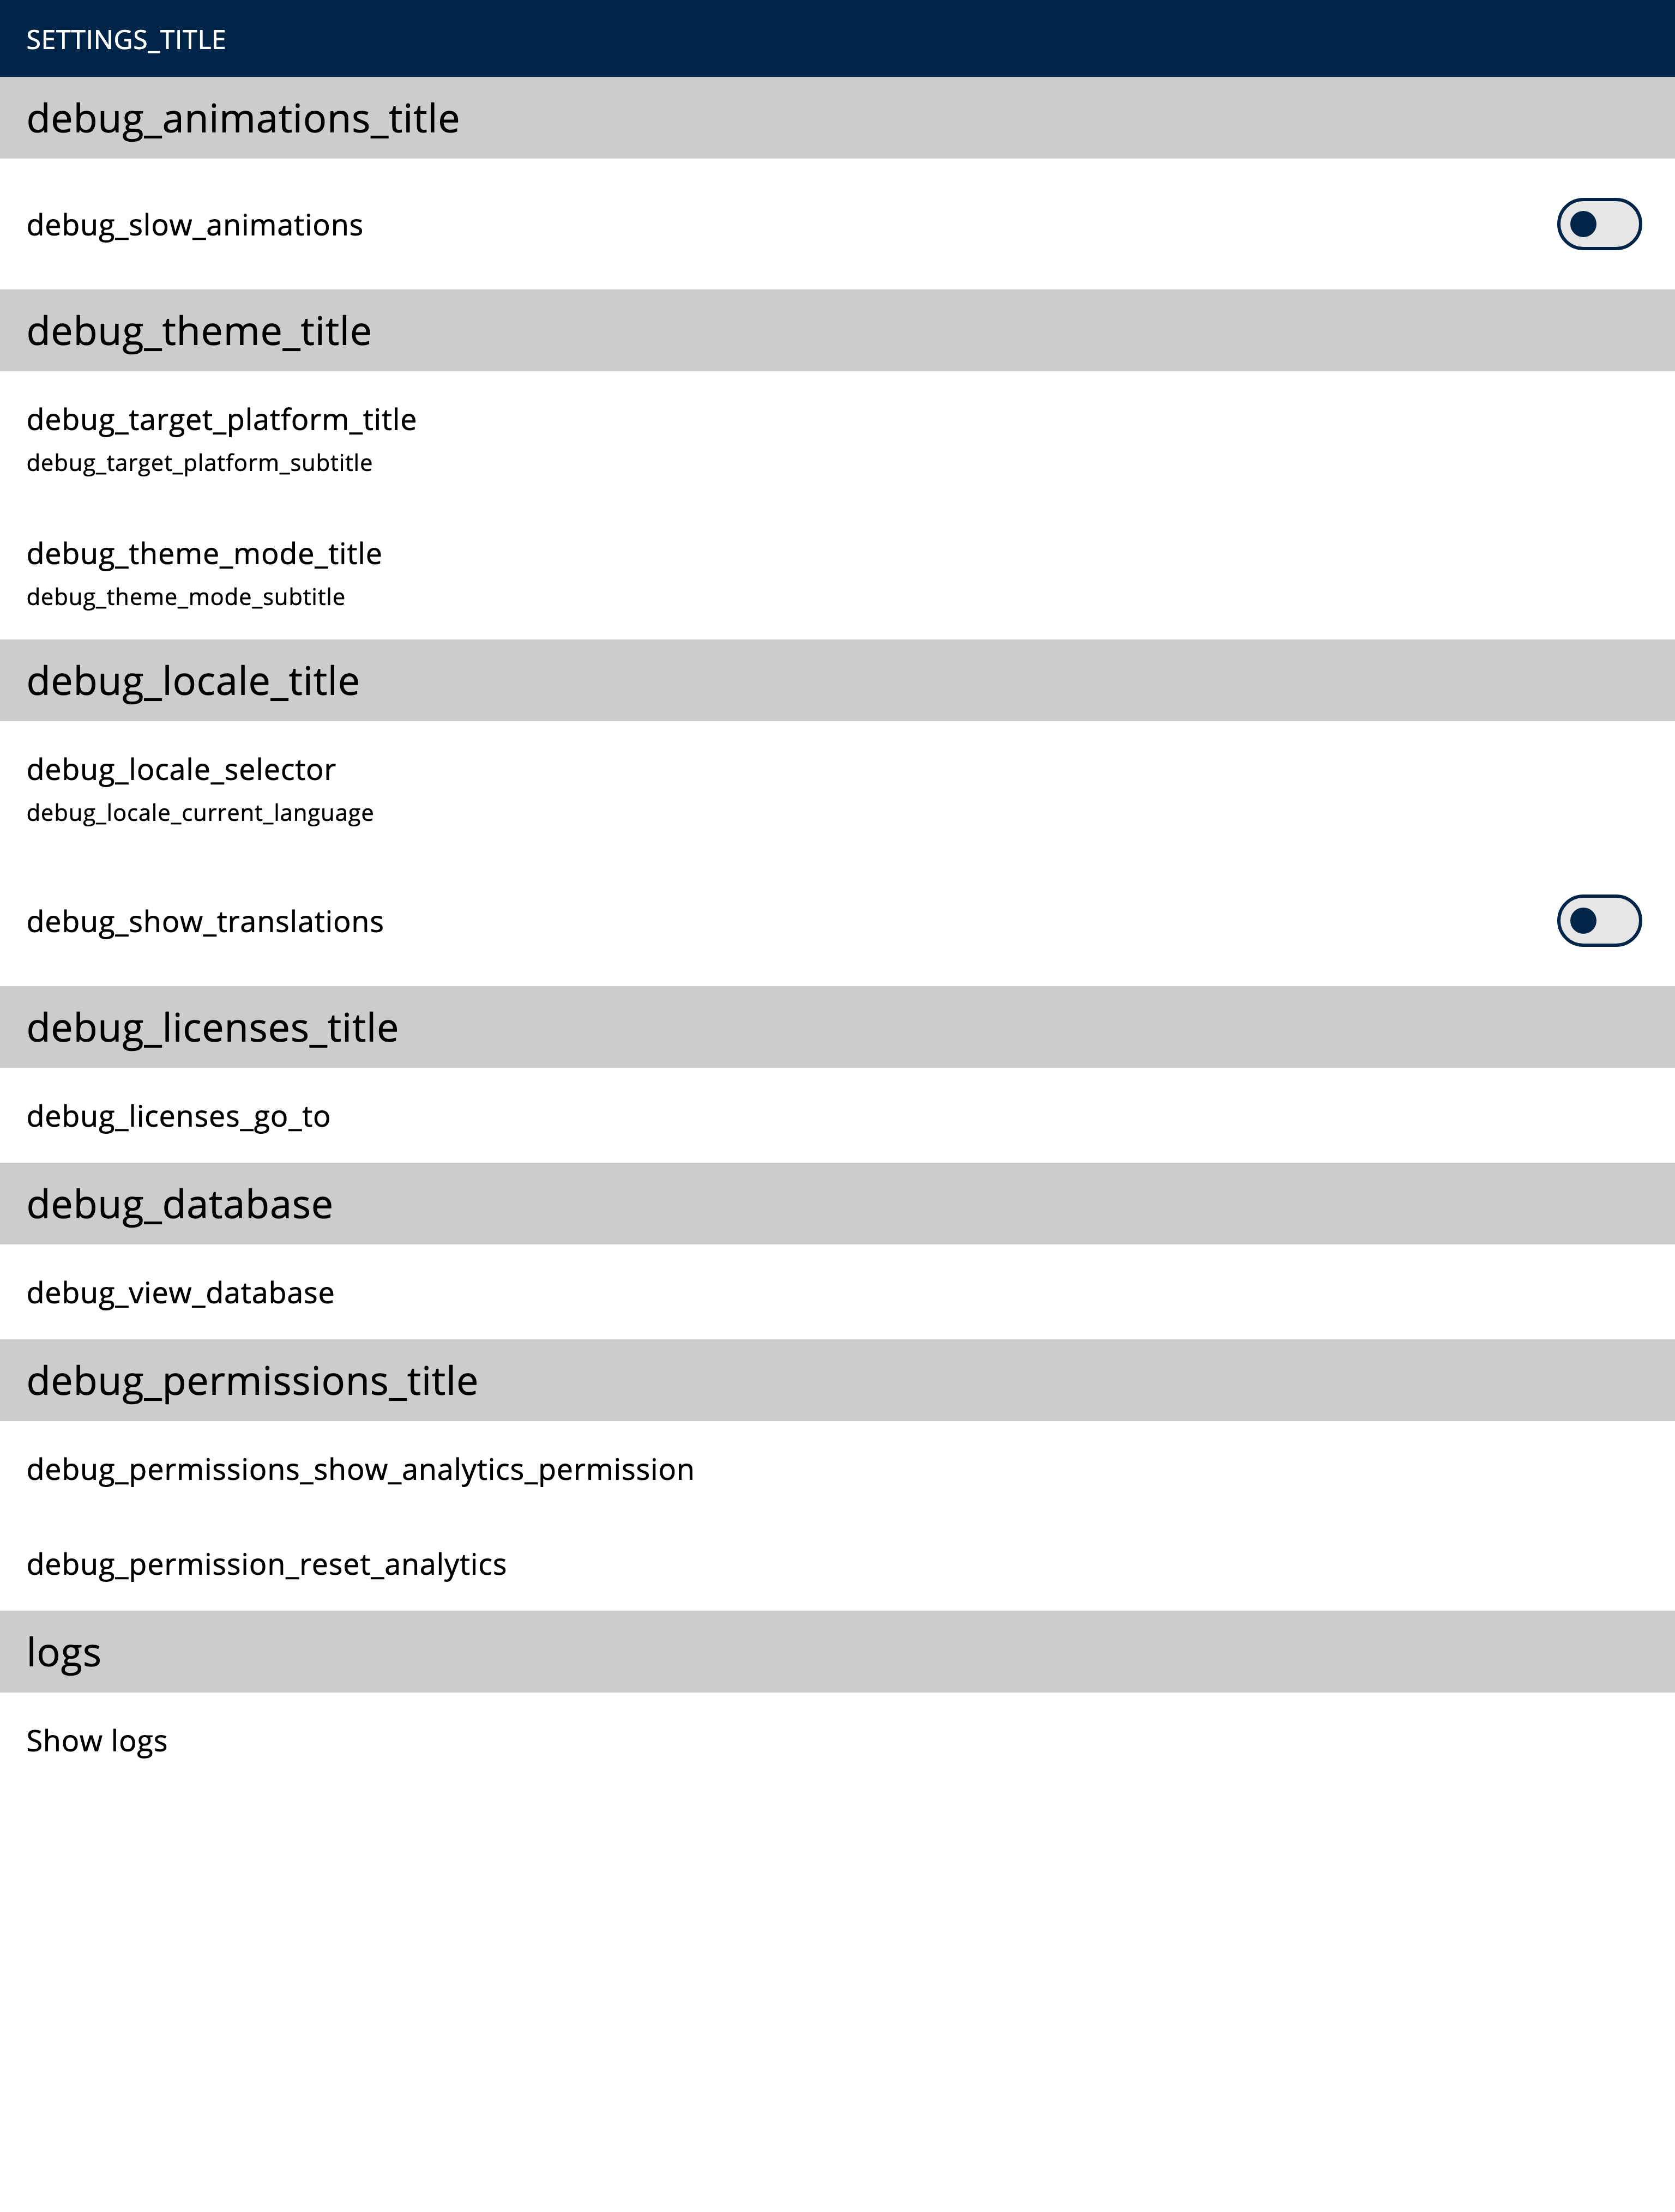 SETTINGS_TITLE
debug_animations_title
debug_slow_animations
debug_theme_title
debug_target_platform_title
debug_target_platform_subtitle
debug_theme_mode_title
debug_theme_mode_subtitle
debug_locale_title
debug_locale_selector
debug_locale_current_language
debug_show_translations
debug_licenses_title
debug_licenses_go_to
debug_database
debug_view_database
debug_permissions_title
debug_permissions_show_analytics_permission
debug_permission_reset_analytics
logs
Show logs